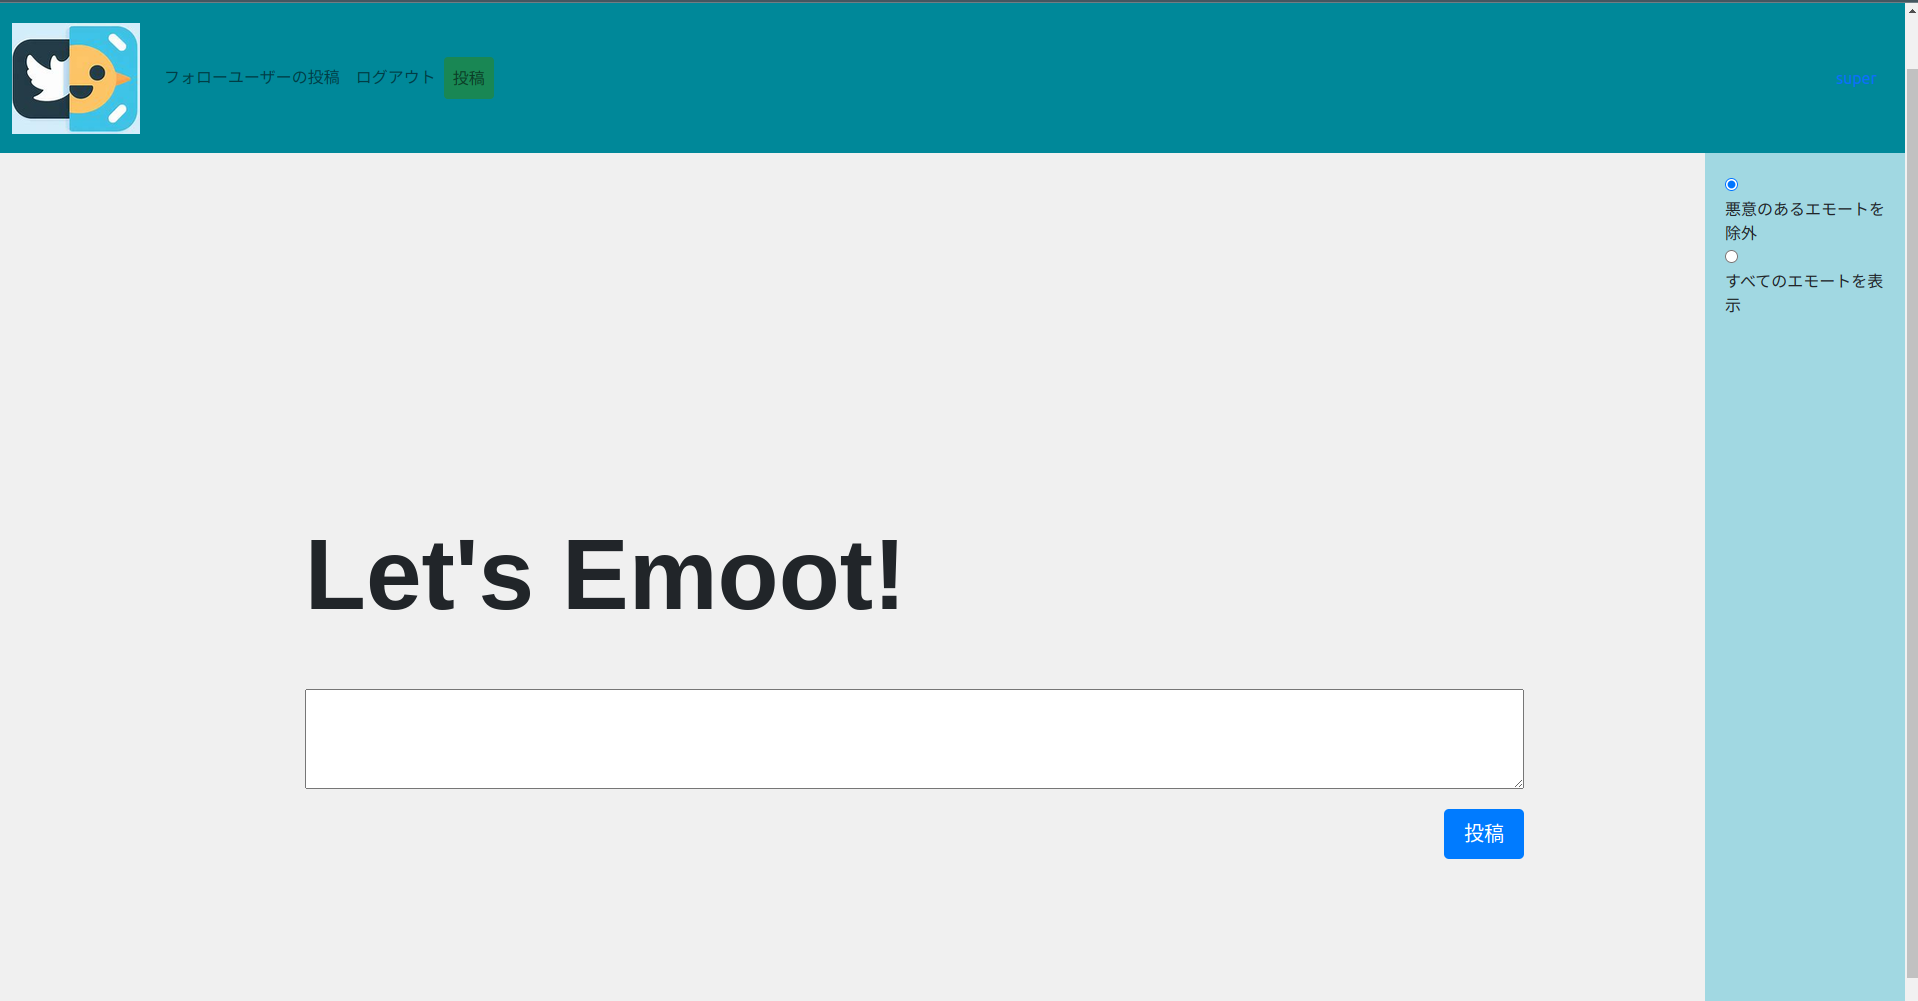 フォローユーザーの投稿 ログアウト 投稿
悪意のあるエモートを
除外
すべてのエモートを表
示
Let's Emoot!
投稿